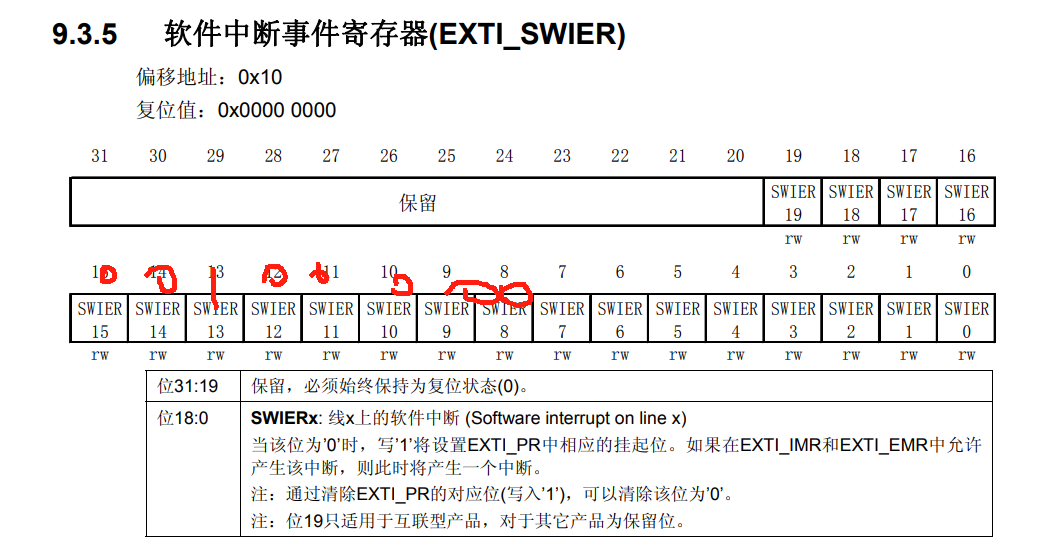 9.3.5 软件中断事件寄存器(EXTI_SWIER)
偏移地址：0x10
复位值：0x0000 0000
31 30 29 28 27 26 25 24 23 22 21 20 19 18 17 16
保留 SWIER 19 SWIER 18 SWIER 17 SWIER 16
rw rw rw rw
15 14 13 12 11 10 9 8 7 6 5 4 3 2 1 0
SWIER 15 SWIER 14 SWIER 13 SWIER 12 SWIER 11 SWIER 10 SWIER 9 SWIER 8 SWIER 7 SWIER 6 SWIER 5 SWIER 4 SWIER 3 SWIER 2 SWIER 1 SWIER 0
rw rw rw rw rw rw rw rw rw rw rw rw rw rw rw rw
位31:19 保留，必须始终保持为复位状态(0)。
位18:0 SWIERx: 线x上的软件中断 (Software interrupt on line x)
当该位为’0’时，写’1’将设置EXTI_PR中相应的挂起位。如果在EXTI_IMR和EXTI_EMR中允许
产生该中断，则此时将产生一个中断。
注：通过清除EXTI_PR的对应位(写入’1’)，可以清除该位为’0’。
注：位19只适用于互联型产品，对于其它产品为保留位。